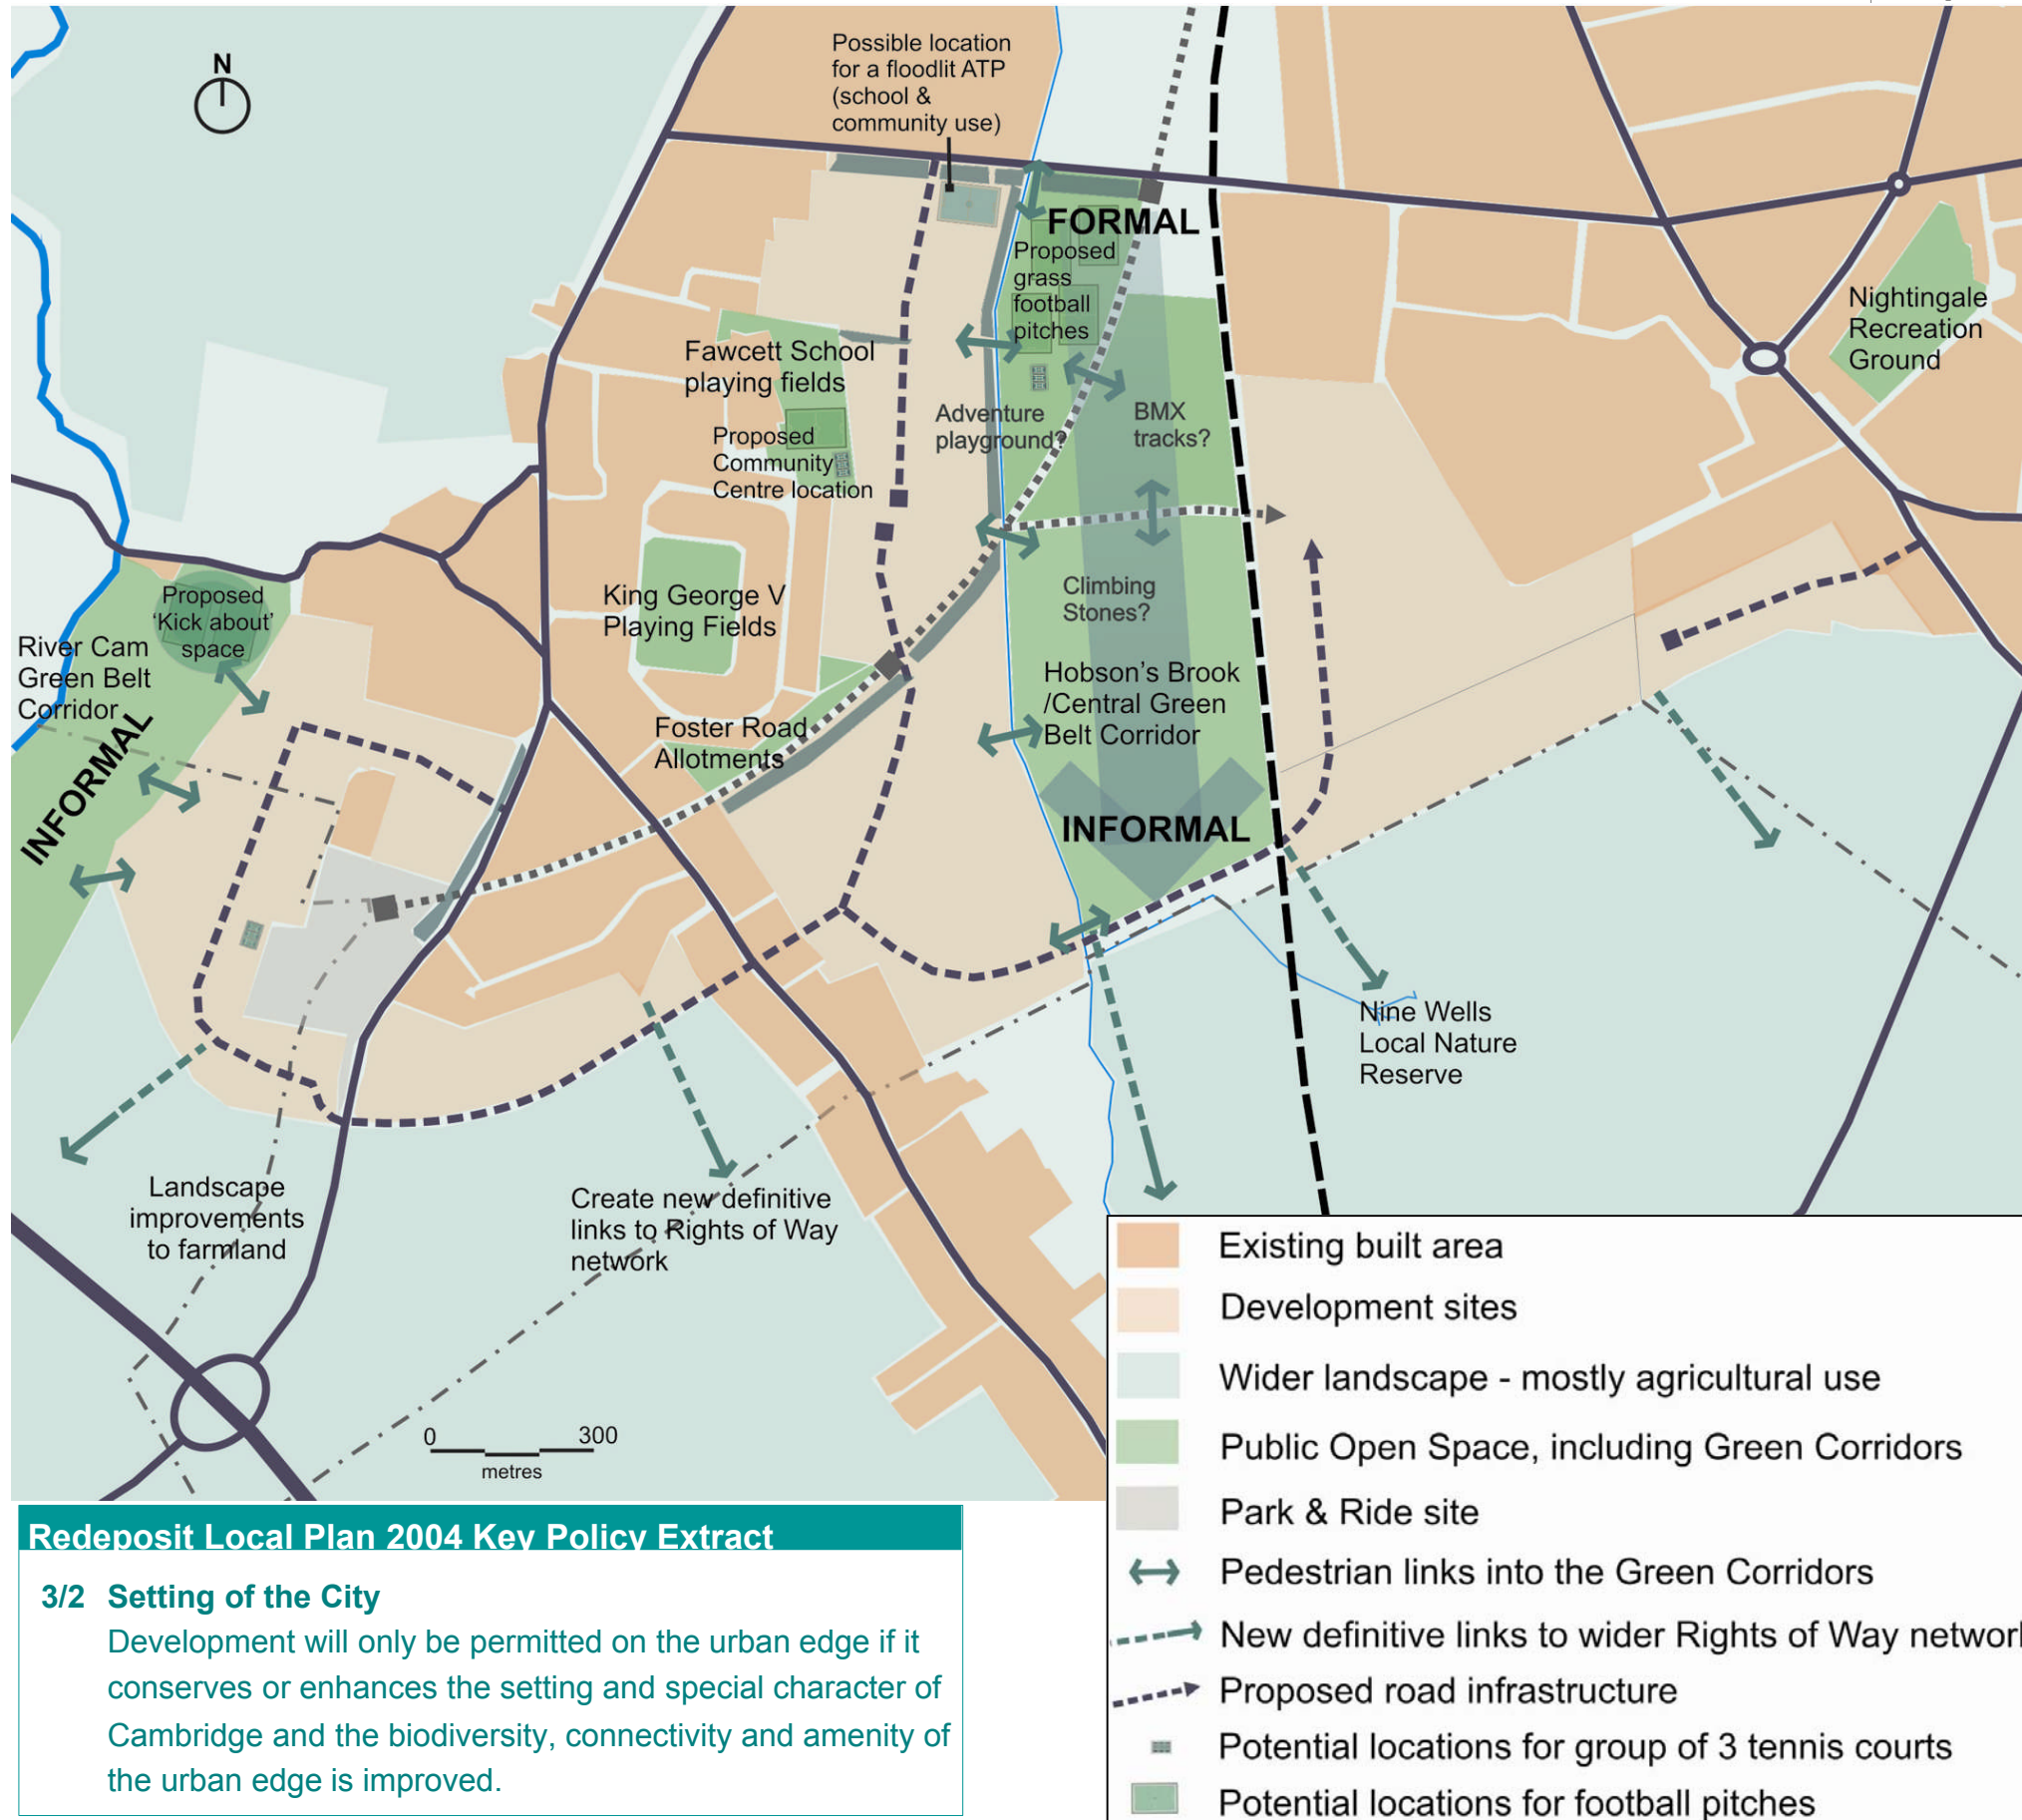 N
Possible location
for a floodlit ATP
(school &
community use)
FORMAL
Proposed
grass
football
pitches
Nightingale
Recreation
Ground
Fawcett School
playing fields
Adventure
playground?
BMX
tracks?
Proposed
Community
Centre location
King George V
Playing Fields
Climbing
Stones?
Proposed
'Kick about'
space
River Cam
Green Belt
Corridor
INFORMAL
Hobson's Brook
/Central Green
Belt Corridor
Foster Road
Allotments
INFORMAL
Nine Wells
Local Nature
Reserve
Landscape
improvements
to farmland
Create new definitive
links to Rights of Way
network
0 300
metres
Existing built area
Development sites
Wider landscape - mostly agricultural use
Public Open Space, including Green Corridors
Park & Ride site
Pedestrian links into the Green Corridors
New definitive links to wider Rights of Way network
Proposed road infrastructure
Potential locations for group of 3 tennis courts
Potential locations for football pitches
Redeposit Local Plan 2004 Key Policy Extract
3/2 Setting of the City
Development will only be permitted on the urban edge if it
conserves or enhances the setting and special character of
Cambridge and the biodiversity, connectivity and amenity of
the urban edge is improved.